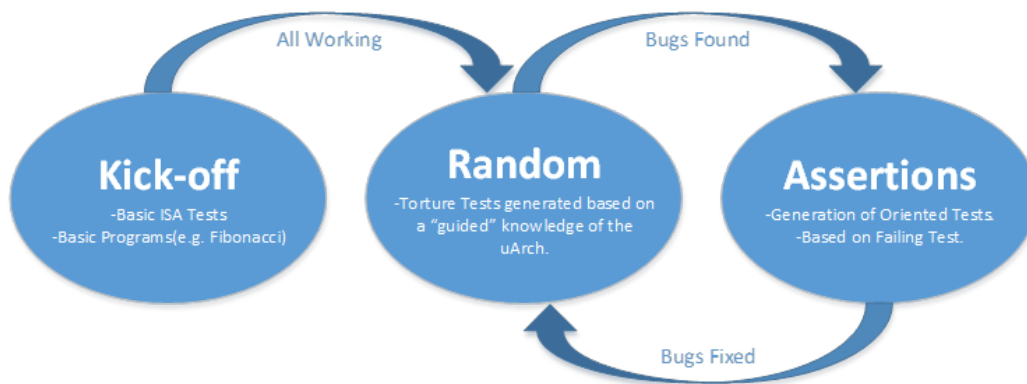 All Working
Bugs Found
Kick-off
-Basic ISA Tests
-Basic Programs(e.g. Fibonacci)
Random
-Torture Tests generated based on
a “guided” knowledge of the
uArch.
Assertions
-Generation of Oriented Tests.
-Based on Failing Test.
Bugs Fixed